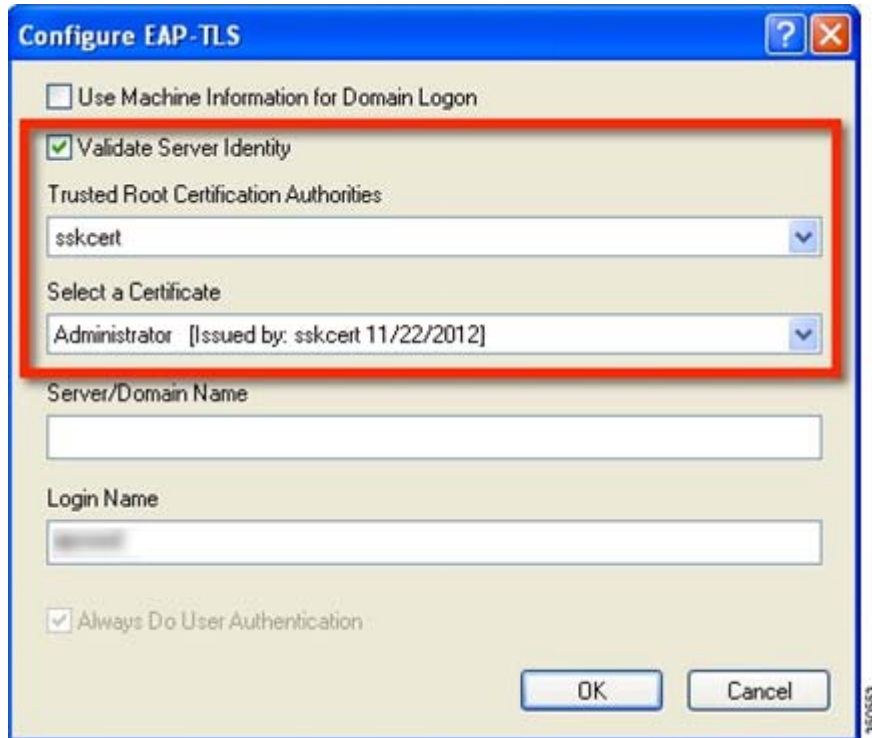 Configure EAP-TLS
Use Machine Information for Domain Logon
Validate Server Identity
Trusted Root Certification Authorities
sskcert
Select a Certificate
Administrator [Issued by: sskcert 11/22/2012]
Server/Domain Name
Login Name
Always Do User Authentication
OK Cancel